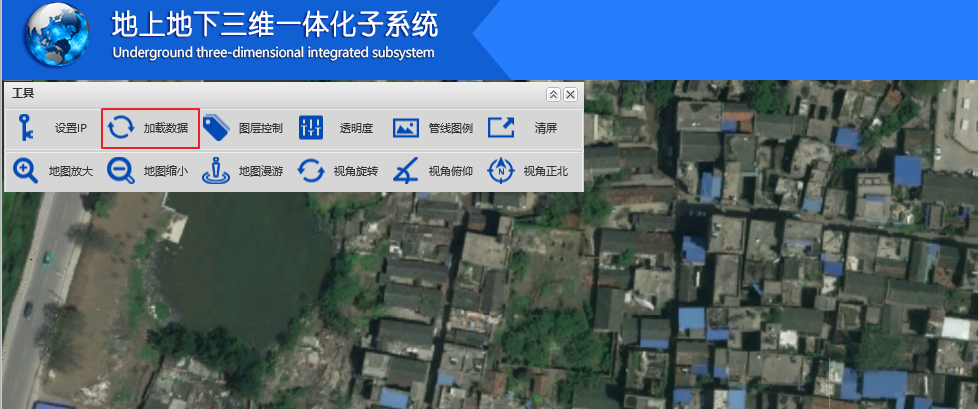 地上地下三维一体化子系统
Underground three-dimensional integrated subsystem
工具
设置IP 加载数据 图层控制 透明度 管线图例 清屏
地图放大 地图缩小 地图漫游 视角旋转 视角俯仰 N 视角正北